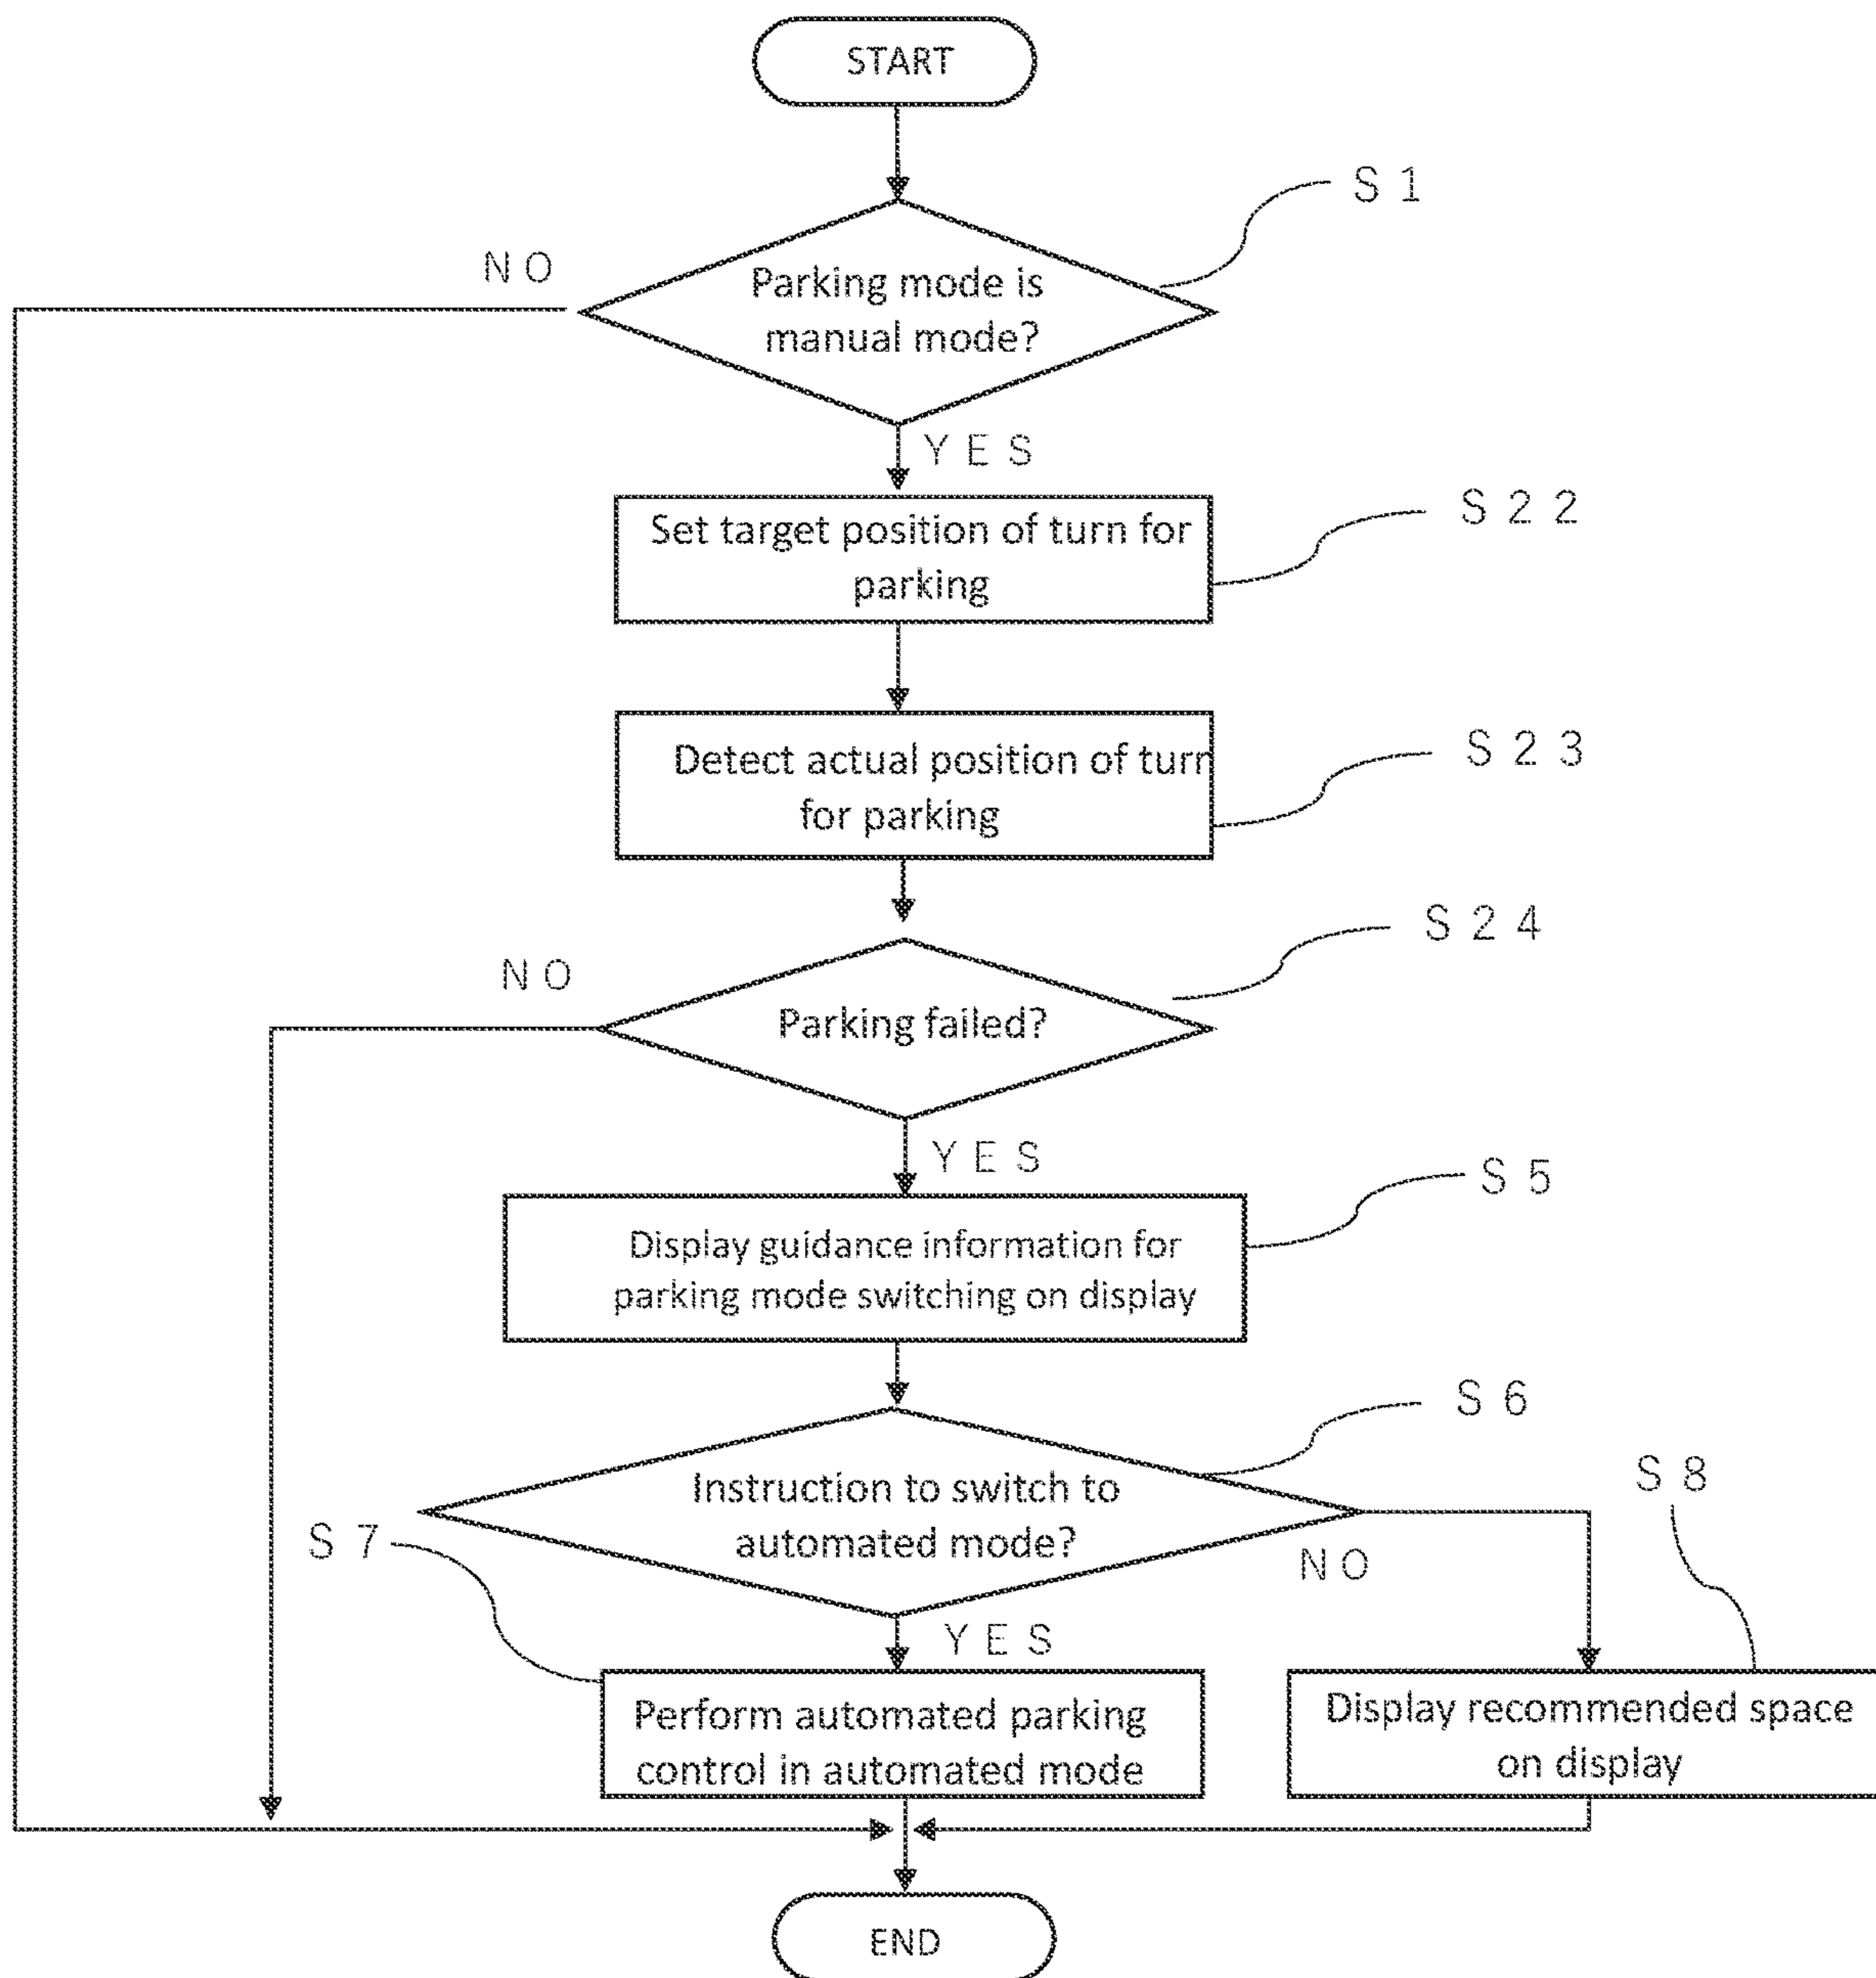 START
S 1
N O
Parking mode is
manual mode?
Y E S
S 2 2
Set target position of turn for
parking
S 2 3
Detect actual position of turn
for parking
S 2 4
N O
Parking failed?
Y E S
S 5
Display guidance information for
parking mode switching on display
S 6
Instruction to switch to
automated mode?
S 8
S 7
N O
Y E S
Perform automated parking
control in automated mode
Display recommended space
on display
END